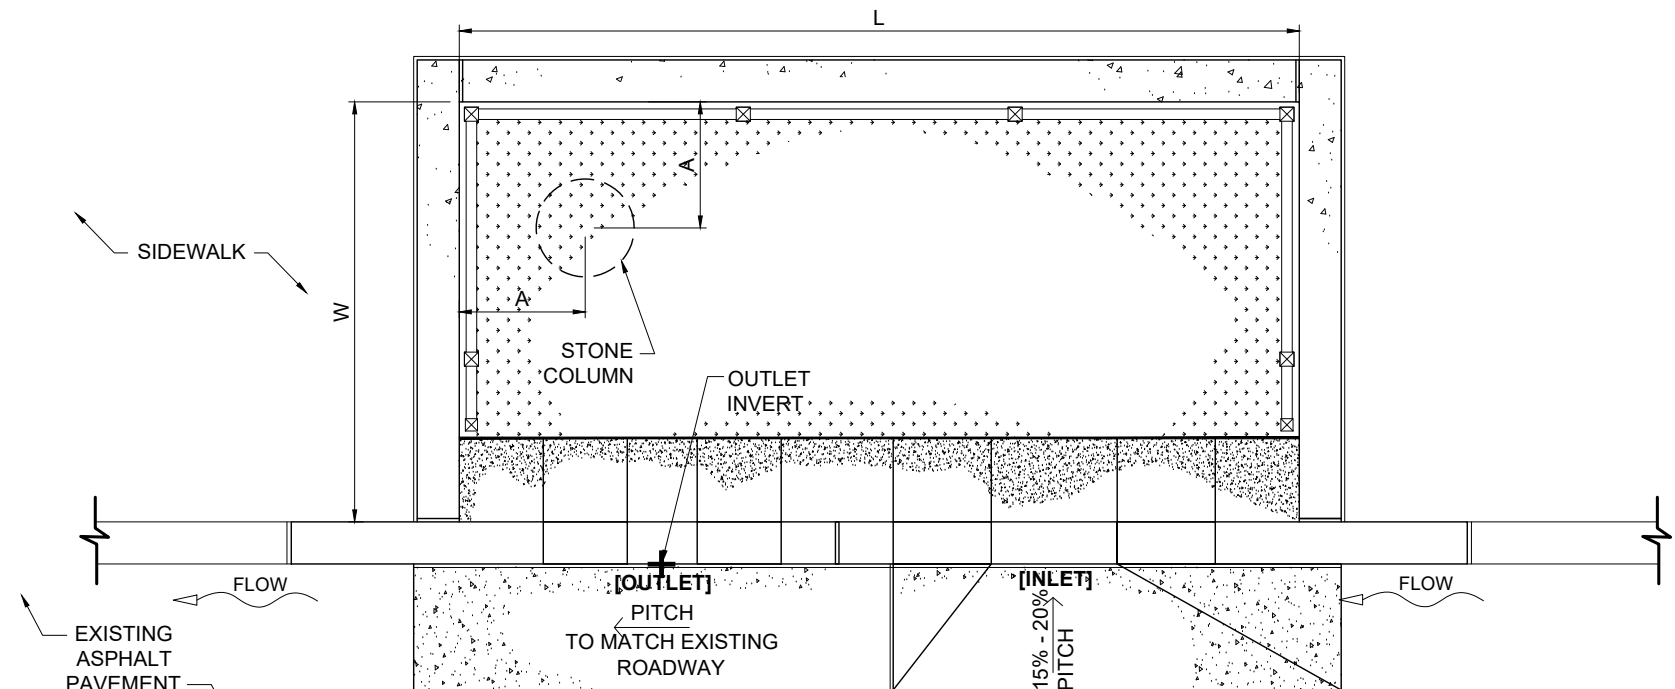 L
A
SIDEWALK
W
A
STONE
COLUMN
OUTLET
INVERT
[OUTLET]
[INLET]
FLOW
FLOW
PITCH
TO MATCH EXISTING
ROADWAY
15% - 20%
PITCH
EXISTING
ASPHALT
PAVEMENT